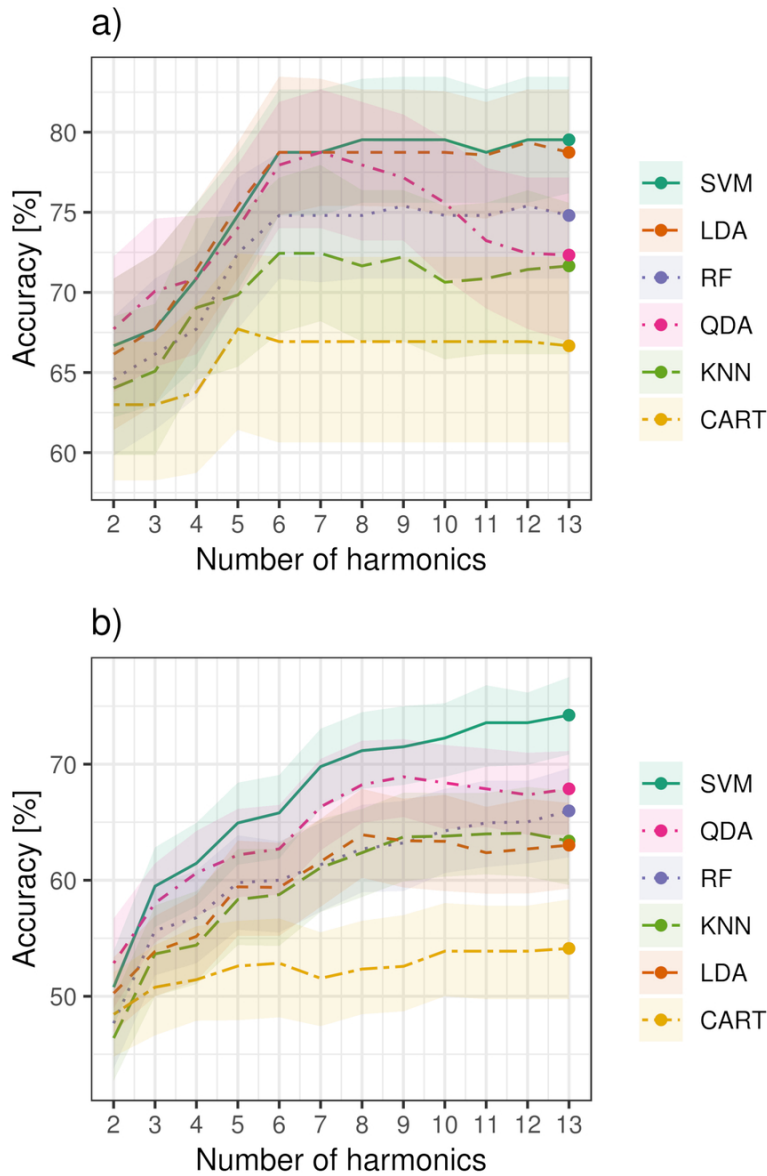 a)
Accuracy [%]
80
75
70
65
60
2 3 4 5 6 7 8 9 10 11 12 13
Number of harmonics
SVM
LDA
RF
QDA
KNN
CART
b)
Accuracy [%]
70
60
50
2 3 4 5 6 7 8 9 10 11 12 13
Number of harmonics
SVM
QDA
RF
KNN
LDA
CART